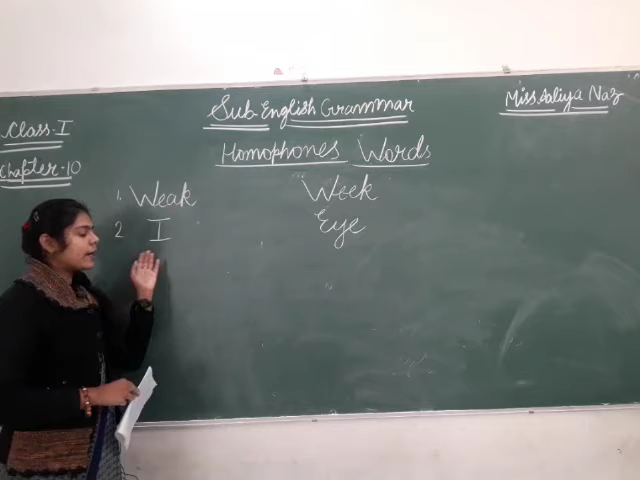 Class-I
Sub-English Grammar
Miss.Aaliya Naz
Chapter-10
Homophones Words
1. Weak Week
2 I Eye